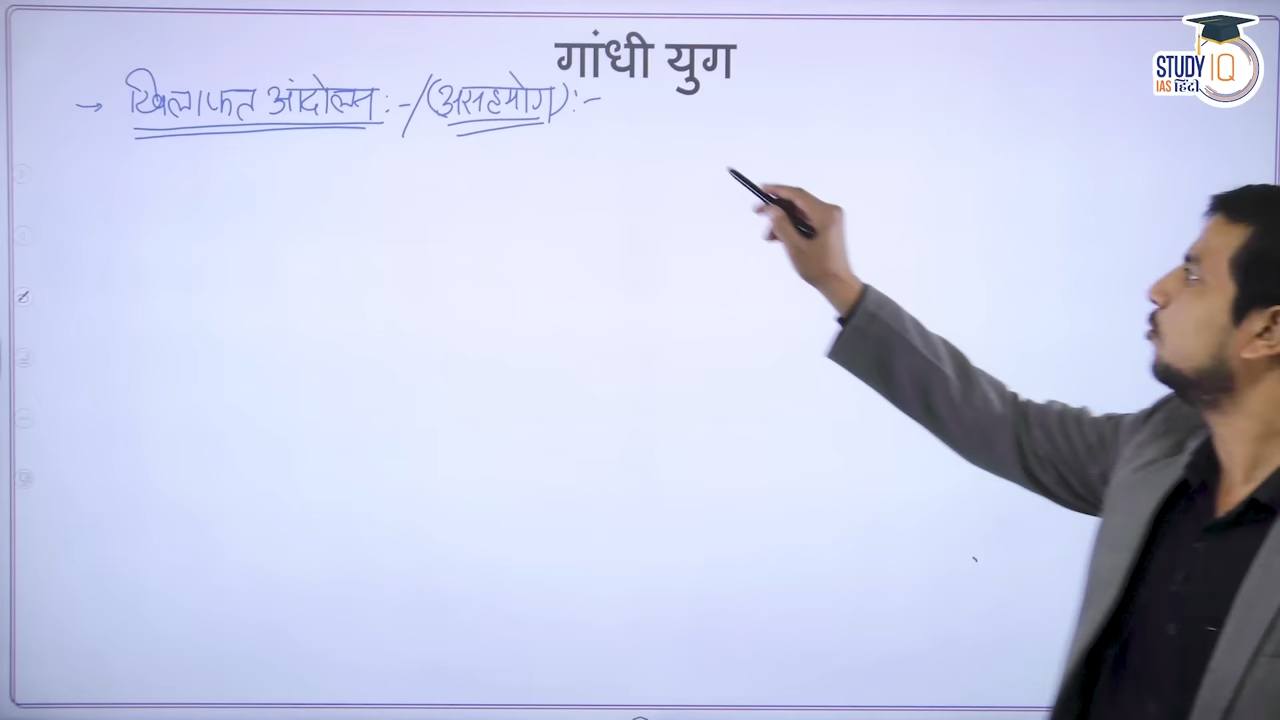 गांधी युग
STUDY IQ
IAS हिंदी
→ खिलाफत आंदोलन :- / (असहयोग) :-